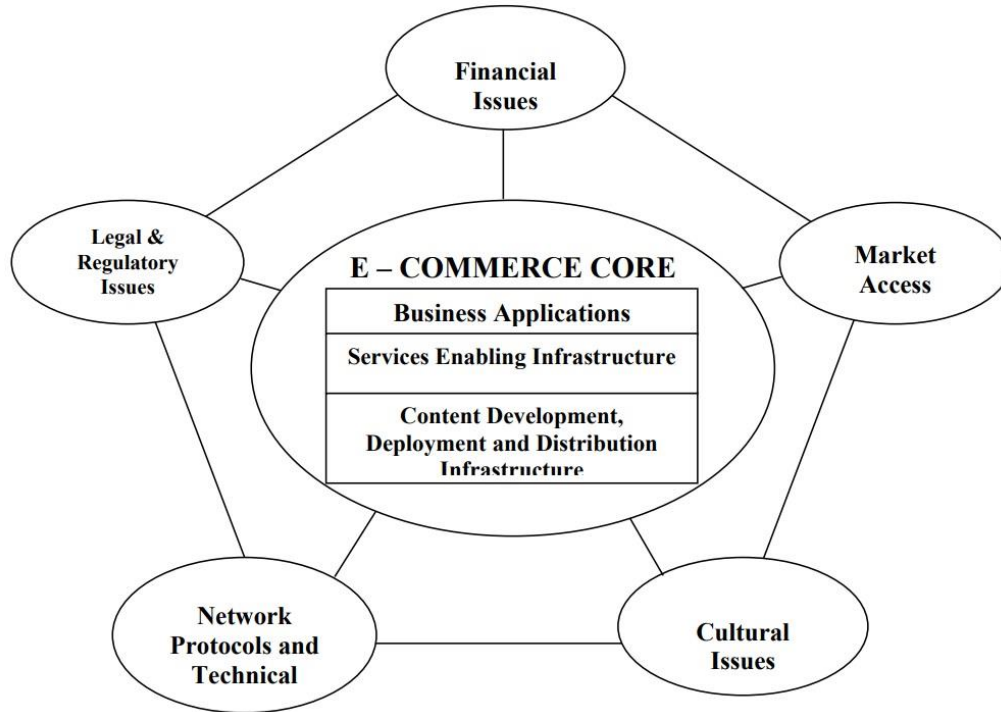 Financial
Issues
Legal &
Regulatory
Issues
E – COMMERCE CORE
Market
Access
Business Applications
Services Enabling Infrastructure
Content Development,
Deployment and Distribution
Infrastructure
Network
Protocols and
Technical
Cultural
Issues